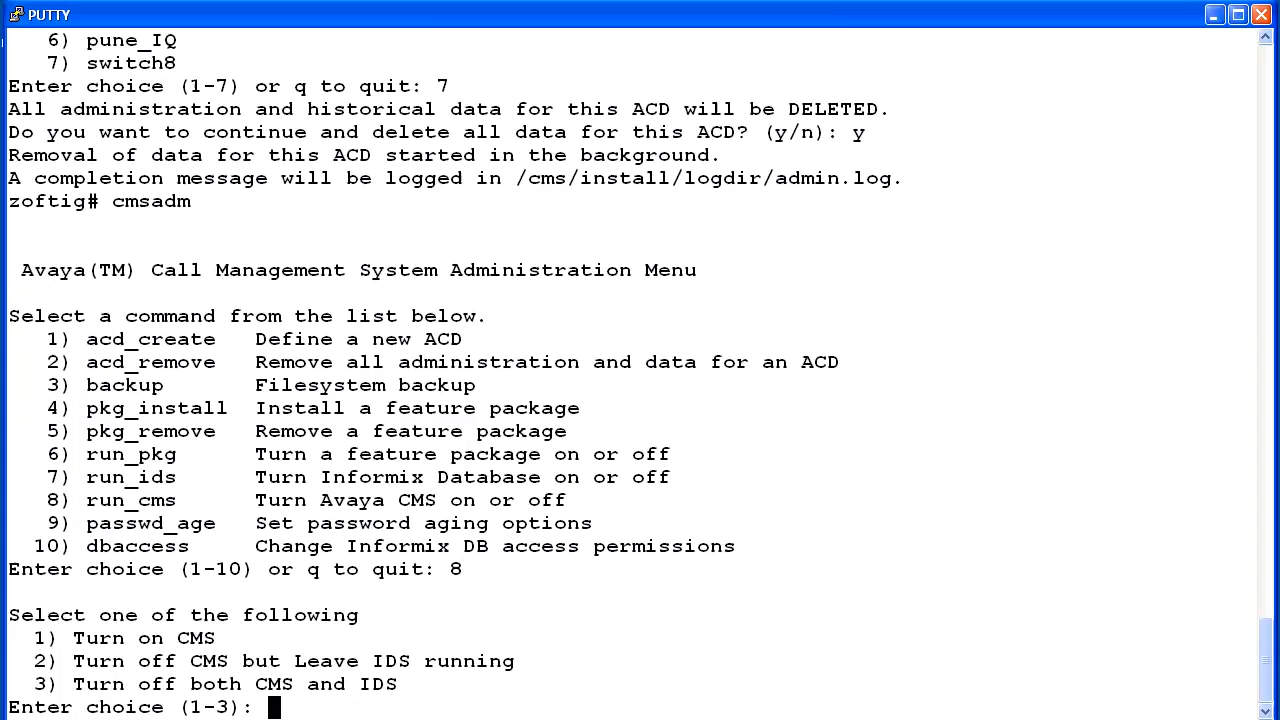 PUTTY
6) pune_IQ
7) switch8
Enter choice (1-7) or q to quit: 7
All administration and historical data for this ACD will be DELETED.
Do you want to continue and delete all data for this ACD? (y/n): y
Removal of data for this ACD started in the background.
A completion message will be logged in /cms/install/logdir/admin.log.
zoftig# cmsadm
Avaya(TM) Call Management System Administration Menu
Select a command from the list below.
1) acd_create   Define a new ACD
2) acd_remove   Remove all administration and data for an ACD
3) backup       Filesystem backup
4) pkg_install  Install a feature package
5) pkg_remove   Remove a feature package
6) run_pkg      Turn a feature package on or off
7) run_ids      Turn Informix Database on or off
8) run_cms      Turn Avaya CMS on or off
9) passwd_age   Set password aging options
10) dbaccess     Change Informix DB access permissions
Enter choice (1-10) or q to quit: 8
Select one of the following
1) Turn on CMS
2) Turn off CMS but Leave IDS running
3) Turn off both CMS and IDS
Enter choice (1-3):